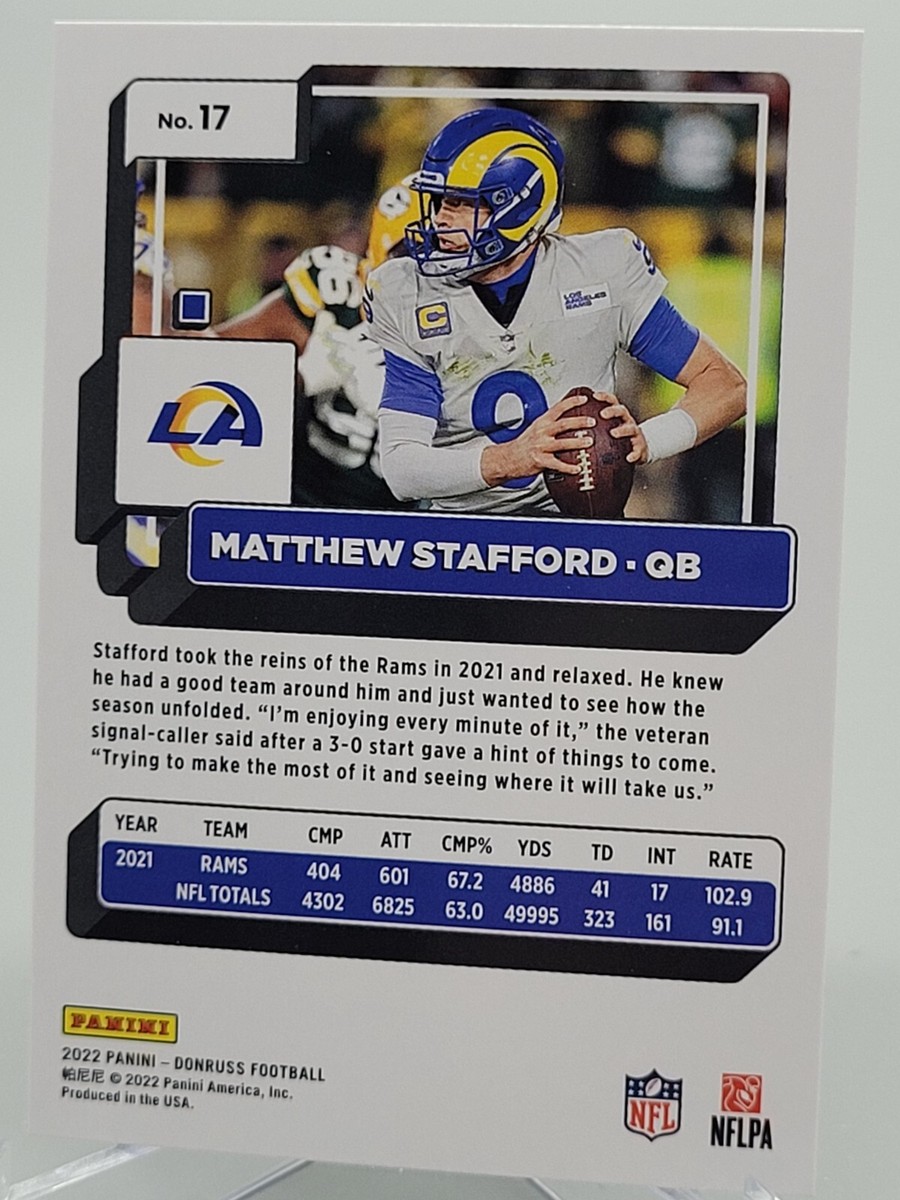 No. 17
C
LOS ANGELES
RAMS
9
LA
MATTHEW STAFFORD · QB
Stafford took the reins of the Rams in 2021 and relaxed. He knew
he had a good team around him and just wanted to see how the
season unfolded. “I’m enjoying every minute of it,” the veteran
signal-caller said after a 3-0 start gave a hint of things to come.
“Trying to make the most of it and seeing where it will take us.”
YEAR TEAM CMP ATT CMP% YDS TD INT RATE
2021 RAMS 404 601 67.2 4886 41 17 102.9
NFL TOTALS 4302 6825 63.0 49995 323 161 91.1
PANINI
2022 PANINI – DONRUSS FOOTBALL
帕尼尼 © 2022 Panini America, Inc.
Produced in the USA.
NFL
NFLPA